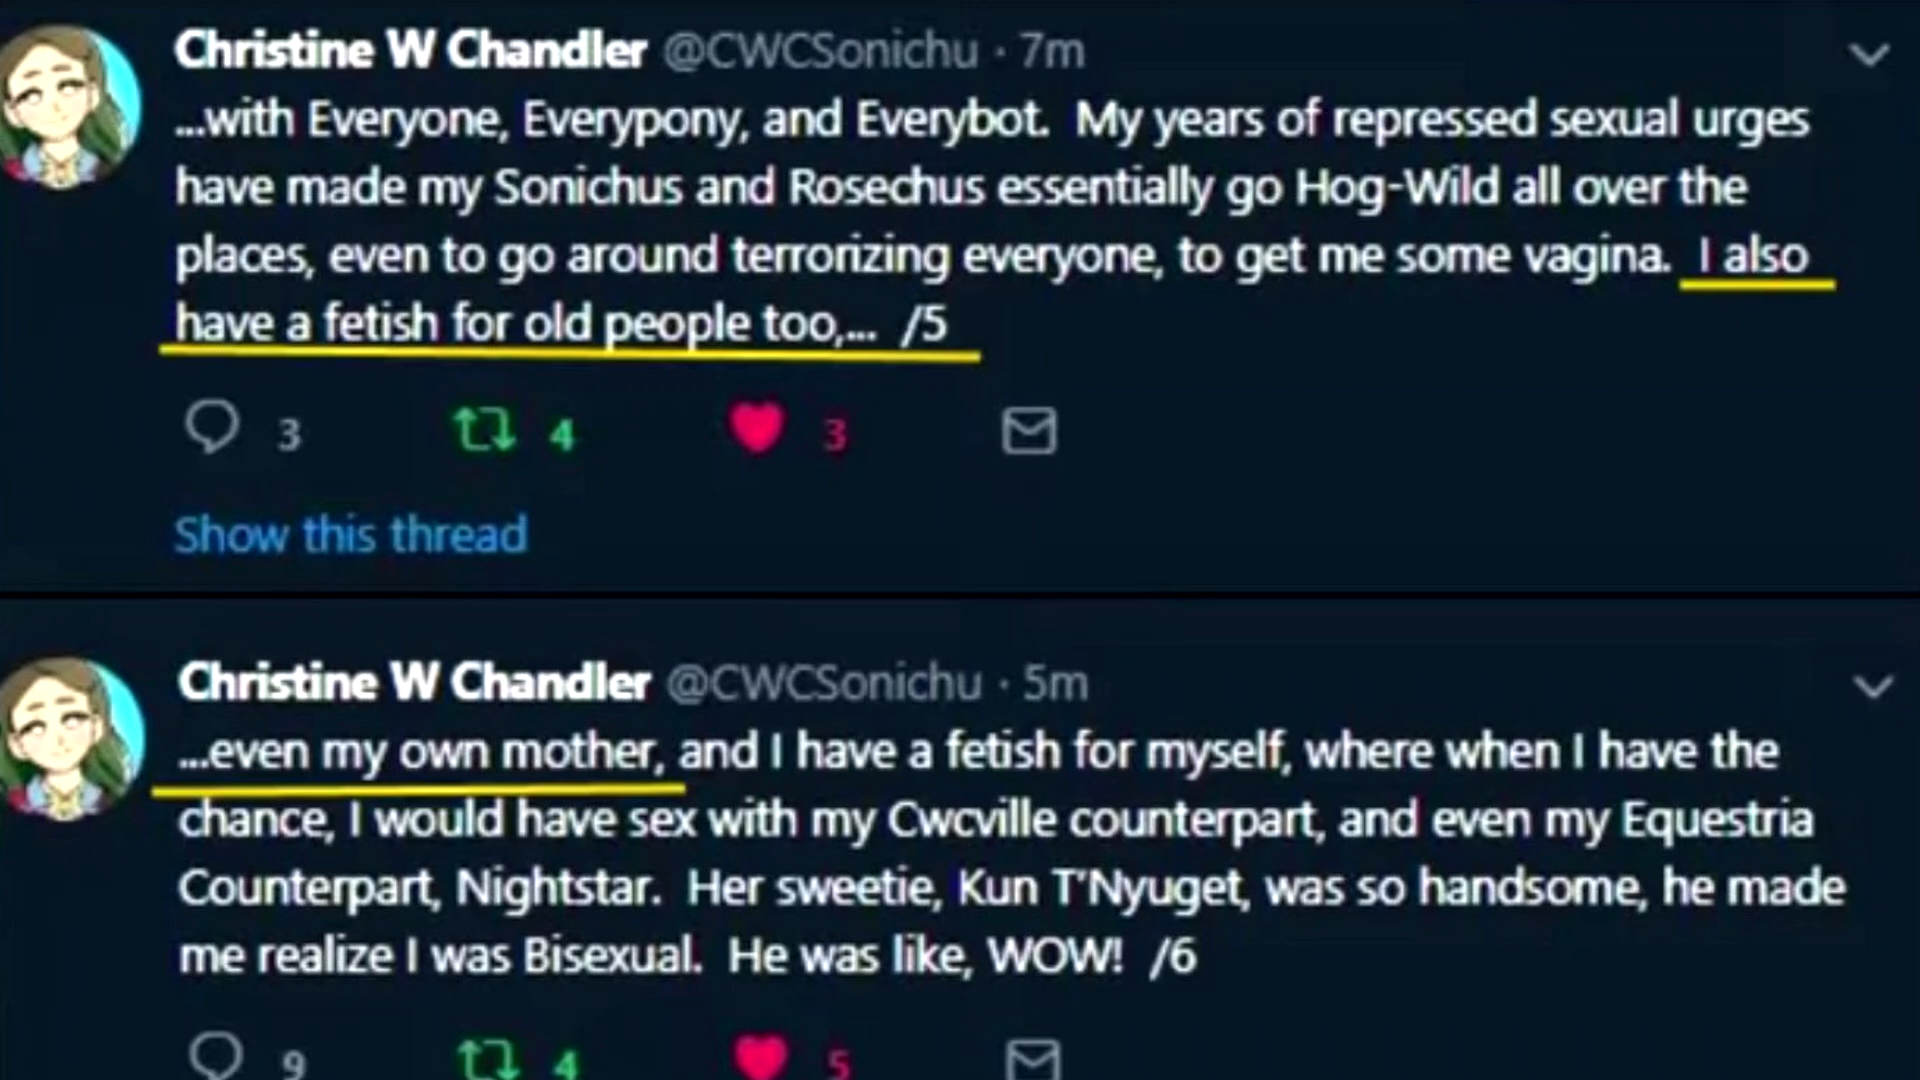 Christine W Chandler @CWCSonichu · 7m
...with Everyone, Everypony, and Everybot. My years of repressed sexual urges
have made my Sonichus and Rosechus essentially go Hog-Wild all over the
places, even to go around terrorizing everyone, to get me some vagina. I also
have a fetish for old people too,... /5
3 4 3
Show this thread
Christine W Chandler @CWCSonichu · 5m
...even my own mother, and I have a fetish for myself, where when I have the
chance, I would have sex with my Cwcville counterpart, and even my Equestria
Counterpart, Nightstar. Her sweetie, Kun T'Nyuget, was so handsome, he made
me realize I was Bisexual. He was like, WOW! /6
9 4 5